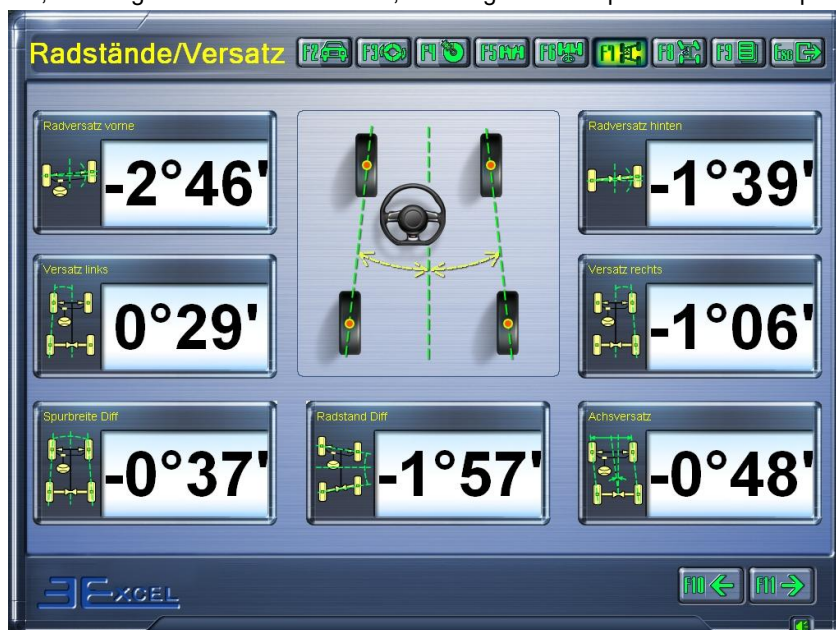 Radstände/Versatz F2 F3 F4 F5 F6 F7 F8 F9 Esc
Radversatz vorne
-2°46'
Radversatz hinten
-1°39'
Versatz links
0°29'
Versatz rechts
-1°06'
Spurbreite Diff
-0°37'
Radstand Diff
-1°57'
Achsversatz
-0°48'
EXCEL
F10 F11